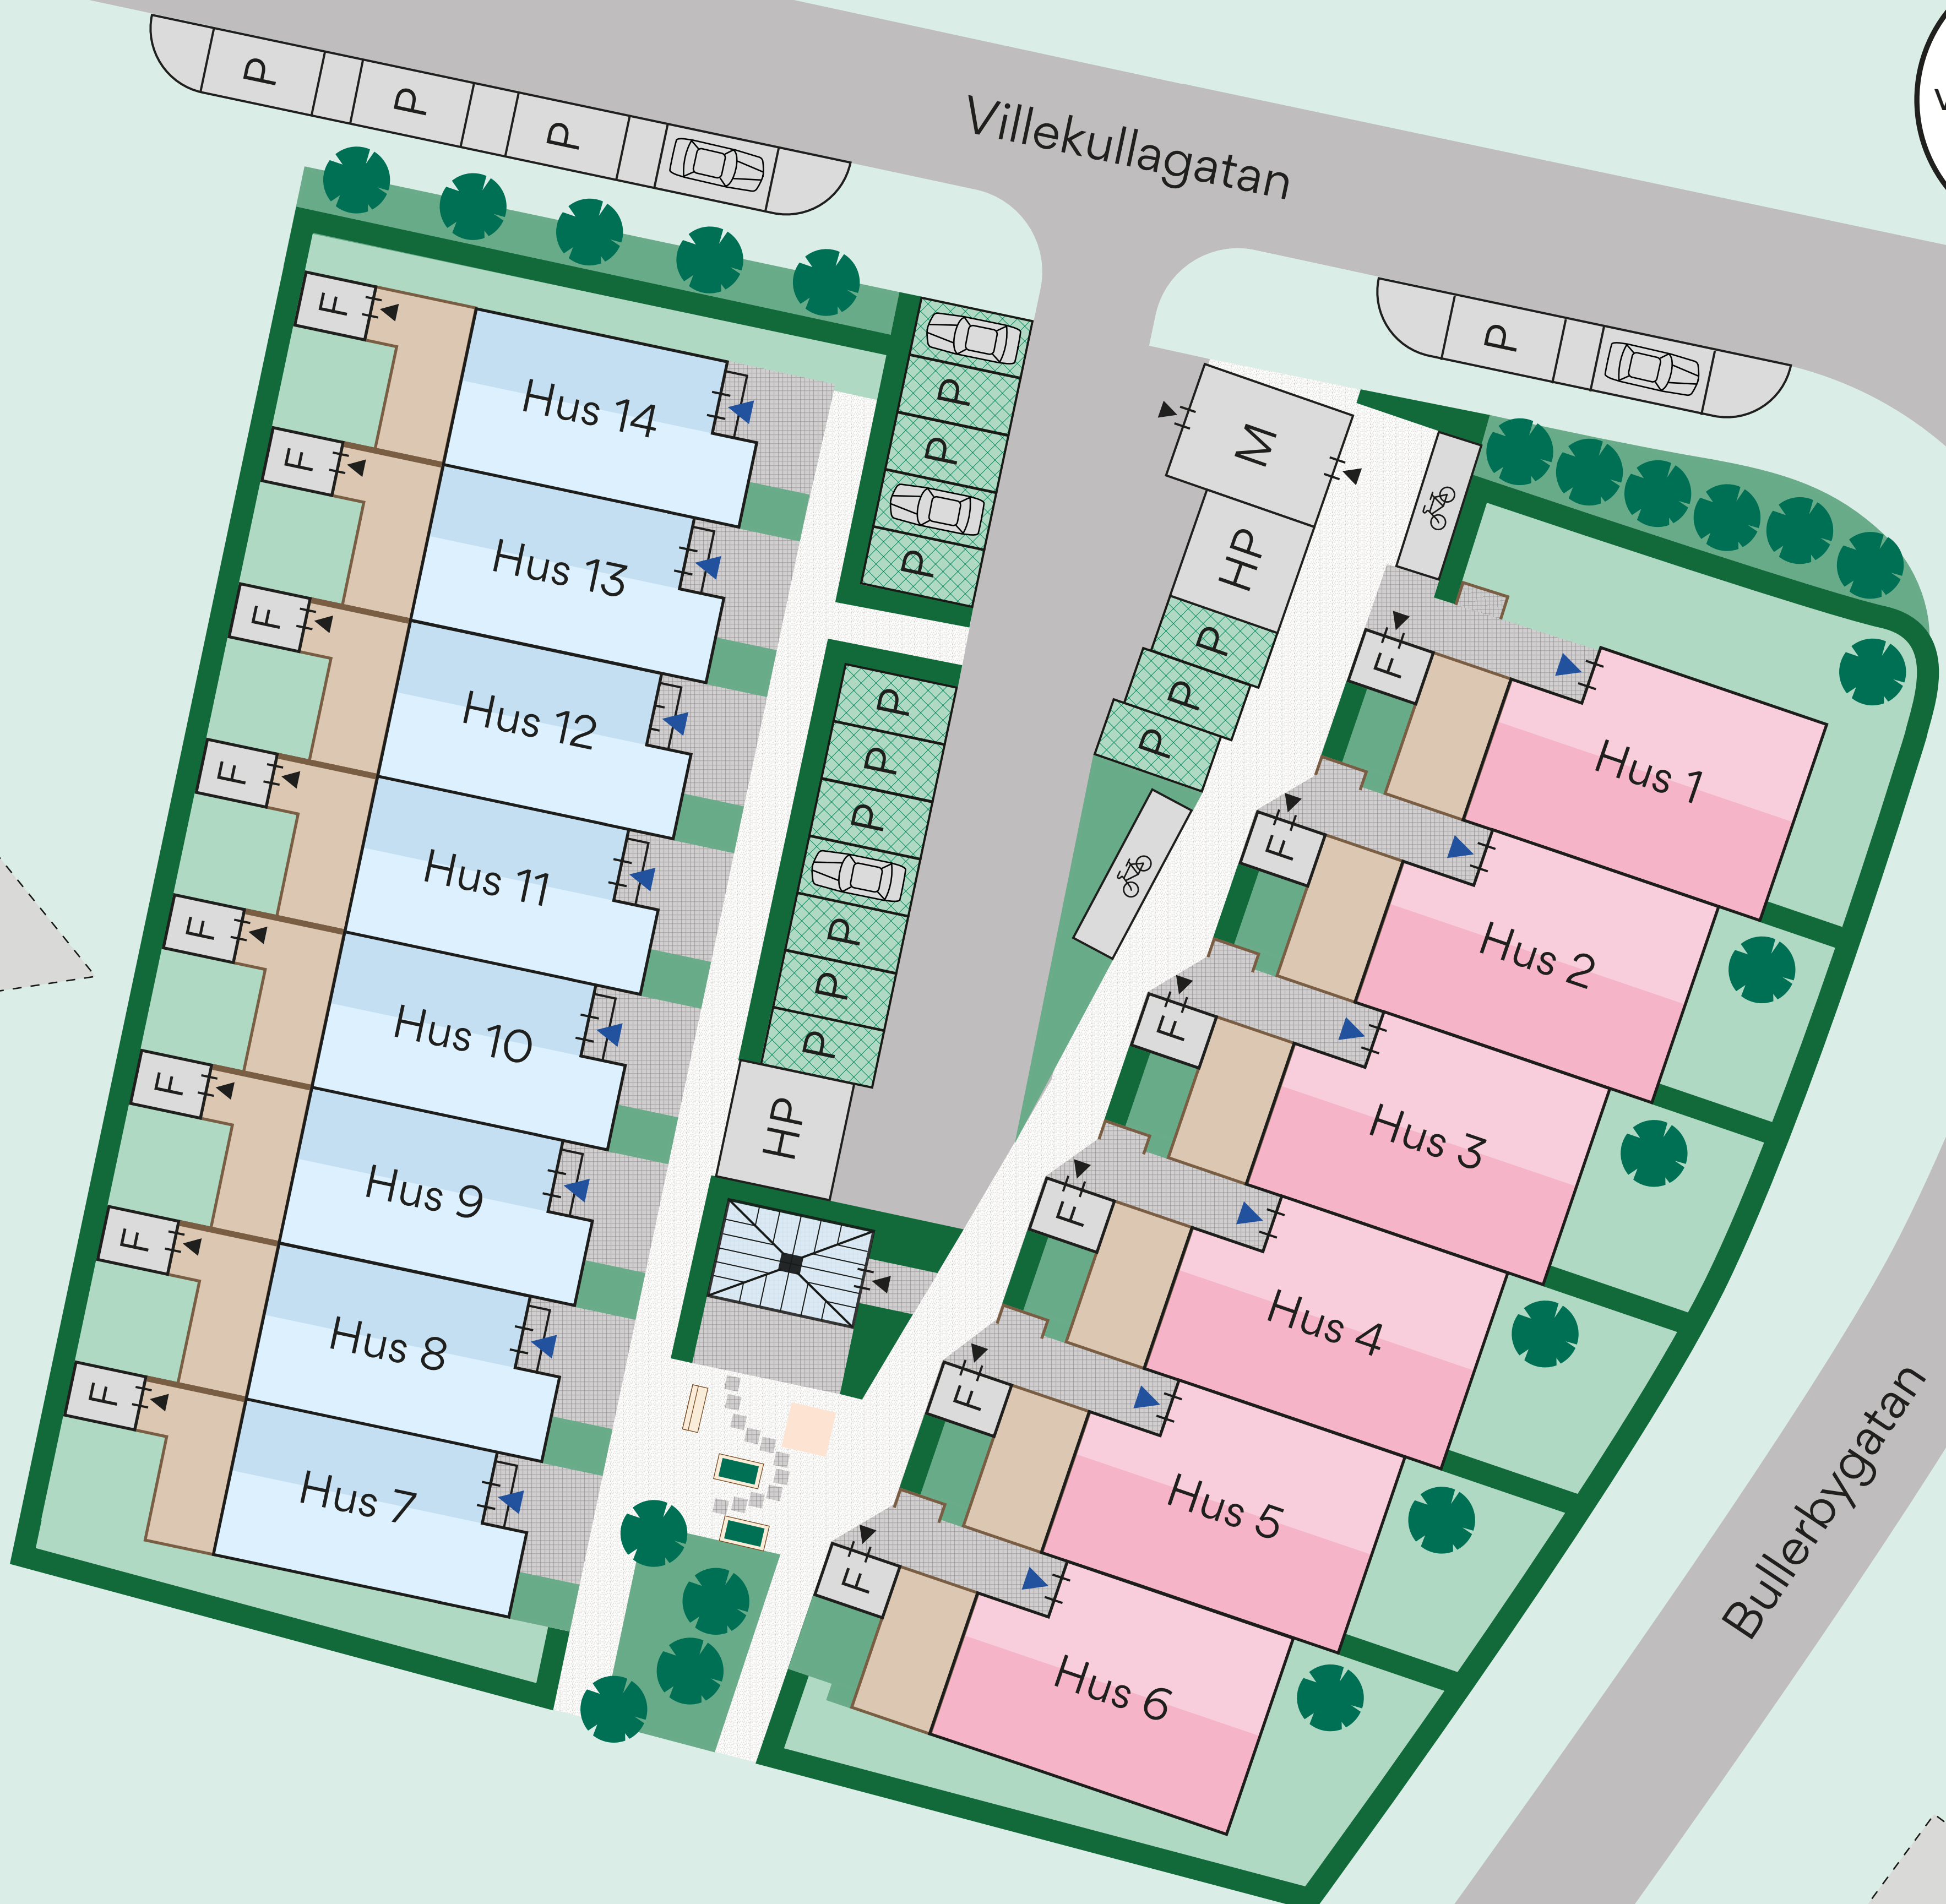 P
P
P
Villekullagatan
P
F
Hus 14
P
P
P
M
HP
P
P
P
F
Hus 13
F
Hus 12
F
Hus 11
F
Hus 10
F
Hus 9
F
Hus 8
F
Hus 7
P
P
P
P
P
P
HP
F
Hus 1
F
Hus 2
F
Hus 3
F
Hus 4
F
Hus 5
F
Hus 6
Bullerbygatan